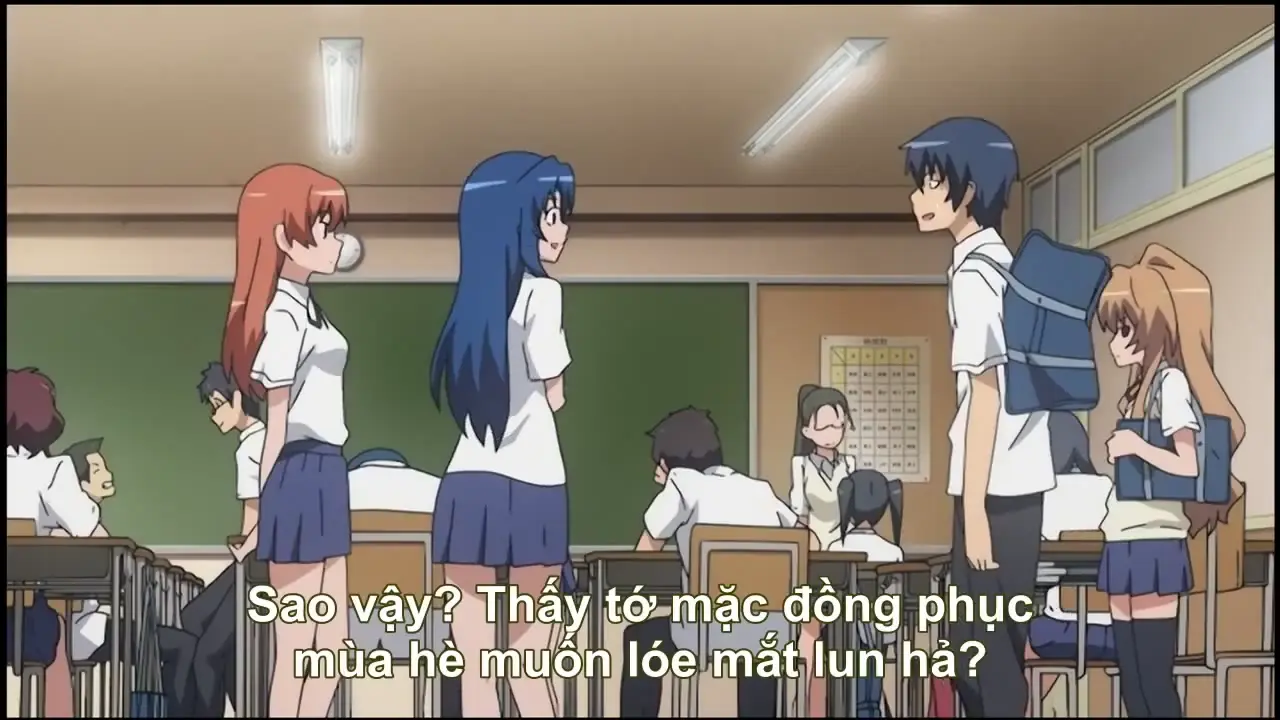 Sao vậy? Thấy tớ mặc đồng phục
mùa hè muốn lóe mắt lun hả?